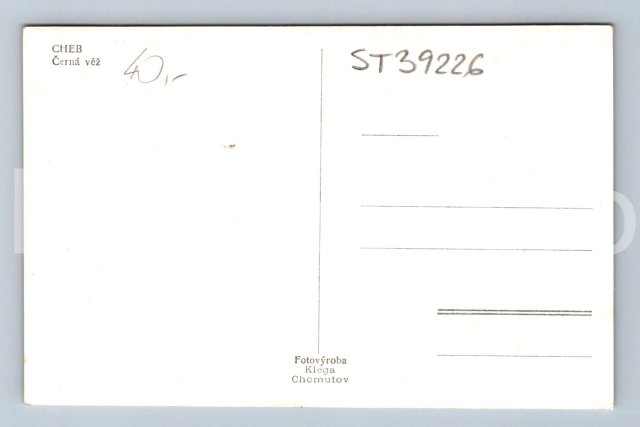 CHEB
Černá věž
40,-
ST39226
Fotovýroba
Klega
Chomutov